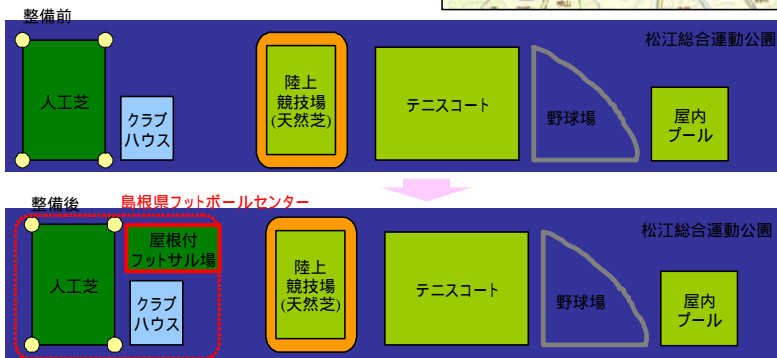 整備前
松江総合運動公園
人工芝
クラブ
ハウス
陸上
競技場
(天然芝)
テニスコート
野球場
屋内
プール
整備後
島根県フットボールセンター
松江総合運動公園
人工芝
屋根付
フットサル場
クラブ
ハウス
陸上
競技場
(天然芝)
テニスコート
野球場
屋内
プール